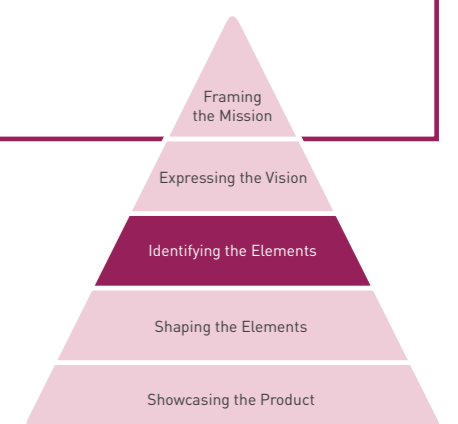 Framing
the Mission
Expressing the Vision
Identifying the Elements
Shaping the Elements
Showcasing the Product